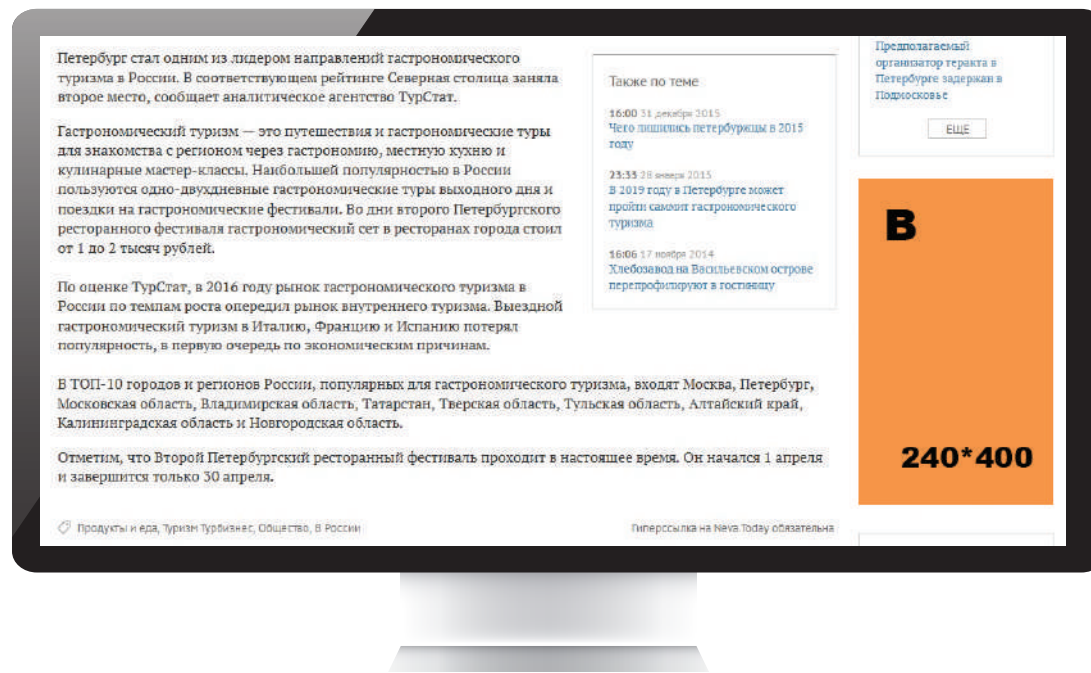 Петербург стал одним из лидером направлений гастрономического
туризма в России. В соответствующем рейтинге Северная столица заняла
второе место, сообщает аналитическое агентство ТурСтат.
Гастрономический туризм — это путешествия и гастрономические туры
для знакомства с регионом через гастрономию, местную кухню и
кулинарные мастер-классы. Наибольшей популярностью в России
пользуются одно-двухдневные гастрономические туры выходного дня и
поездки на гастрономические фестивали. Во дни второго Петербургского
ресторанного фестиваля гастрономический сет в ресторанах города стоил
от 1 до 2 тысяч рублей.
По оценке ТурСтат, в 2016 году рынок гастрономического туризма в
России по темпам роста опередил рынок внутреннего туризма. Выездной
гастрономический туризм в Италию, Францию и Испанию потерял
популярность, в первую очередь по экономическим причинам.
В ТОП-10 городов и регионов России, популярных для гастрономического туризма, входят Москва, Петербург,
Московская область, Владимирская область, Татарстан, Тверская область, Тульская область, Алтайский край,
Калининградская область и Новгородская область.
Отметим, что Второй Петербургский ресторанный фестиваль проходит в настоящее время. Он начался 1 апреля
и завершится только 30 апреля.
Продукты и еда, Туризм Турбизнес, Общество, В России
Гиперссылка на Neva.Today обязательна
Также по теме
16:00 31 декабря 2015
Чего лишились петербуржцы в 2015
году
23:33 28 января 2015
В 2019 году в Петербурге может
пройти саммит гастрономического
туризма
16:06 17 ноября 2014
Хлебозавод на Васильевском острове
перепрофилируют в гостиницу
Предполагаемый
организатор теракта в
Петербурге задержан в
Подмосковье
ЕЩЕ
B
240*400